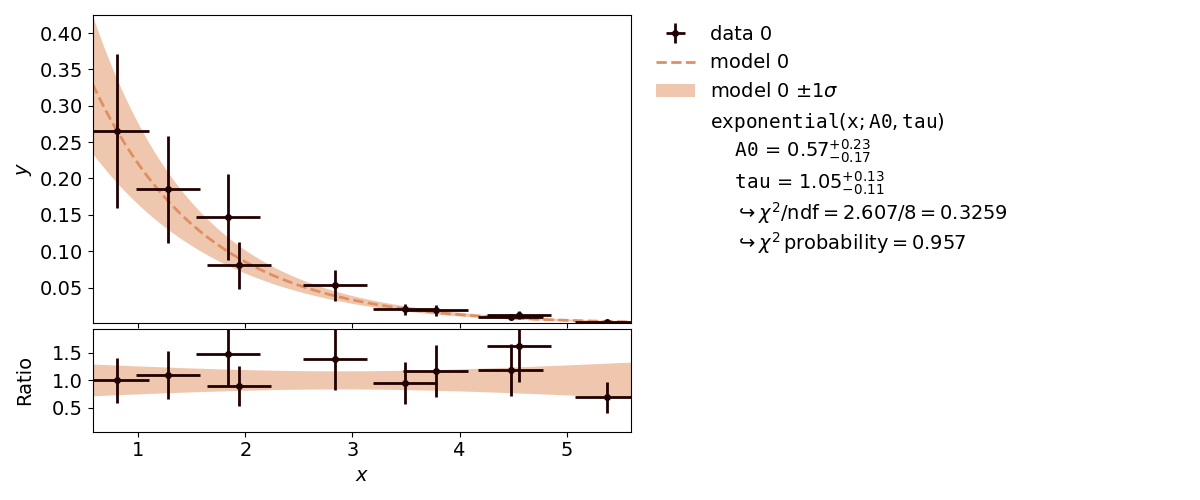 0.40
0.35
0.30
0.25
0.20
0.15
0.10
0.05
y
1.5
1.0
0.5
Ratio
1 2 3 4 5
x
data 0
model 0
model 0 ±1σ
exponential(x; A0, tau)
A0 = 0.57 +0.23 −0.17
tau = 1.05 +0.13 −0.11
↪ χ²/ndf = 2.607/8 = 0.3259
↪ χ² probability = 0.957